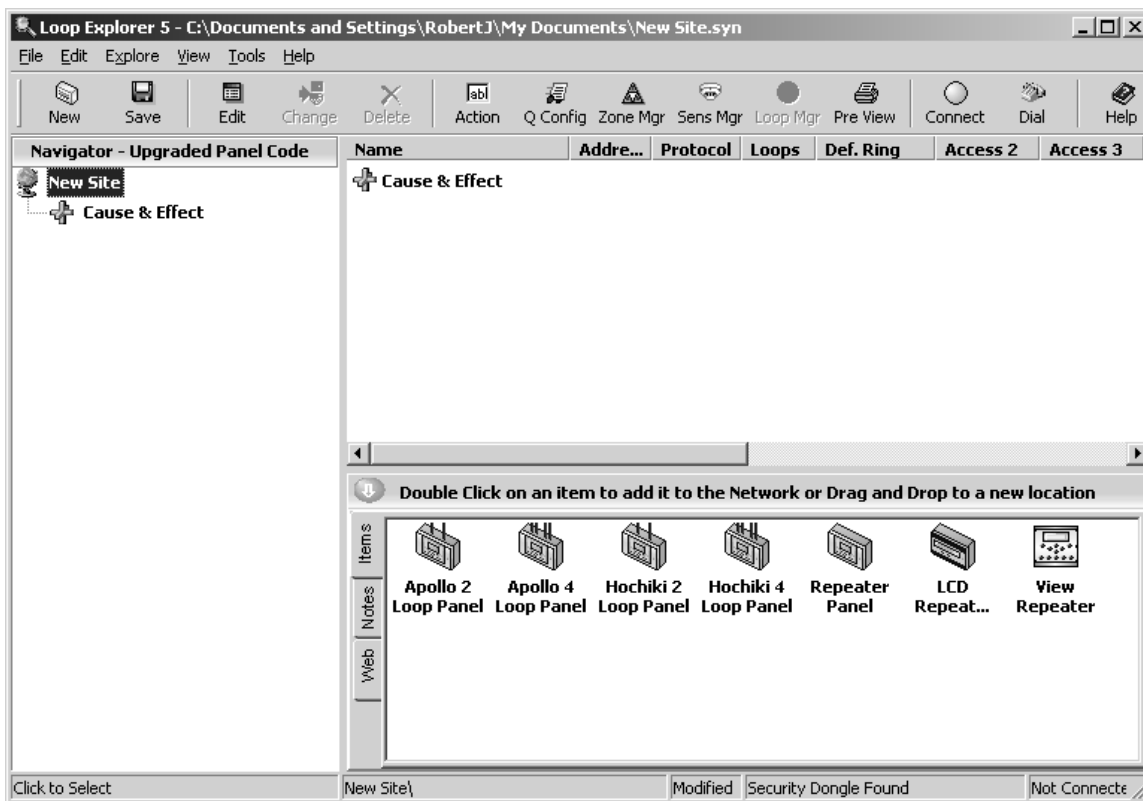 Loop Explorer 5 - C:\Documents and Settings\RobertJ\My Documents\New Site.syn
File Edit Explore View Tools Help
New Save Edit Change Delete abl Action Q Config Zone Mgr Sens Mgr Loop Mgr Pre View Connect Dial Help
Navigator - Upgraded Panel Code
New Site
Cause & Effect
Name Addre... Protocol Loops Def. Ring Access 2 Access 3
Cause & Effect
Double Click on an item to add it to the Network or Drag and Drop to a new location
Items
Notes
Web
Apollo 2 Loop Panel
Apollo 4 Loop Panel
Hochiki 2 Loop Panel
Hochiki 4 Loop Panel
Repeater Panel
LCD Repeat...
View Repeater
Click to Select New Site\ Modified Security Dongle Found Not Connecte